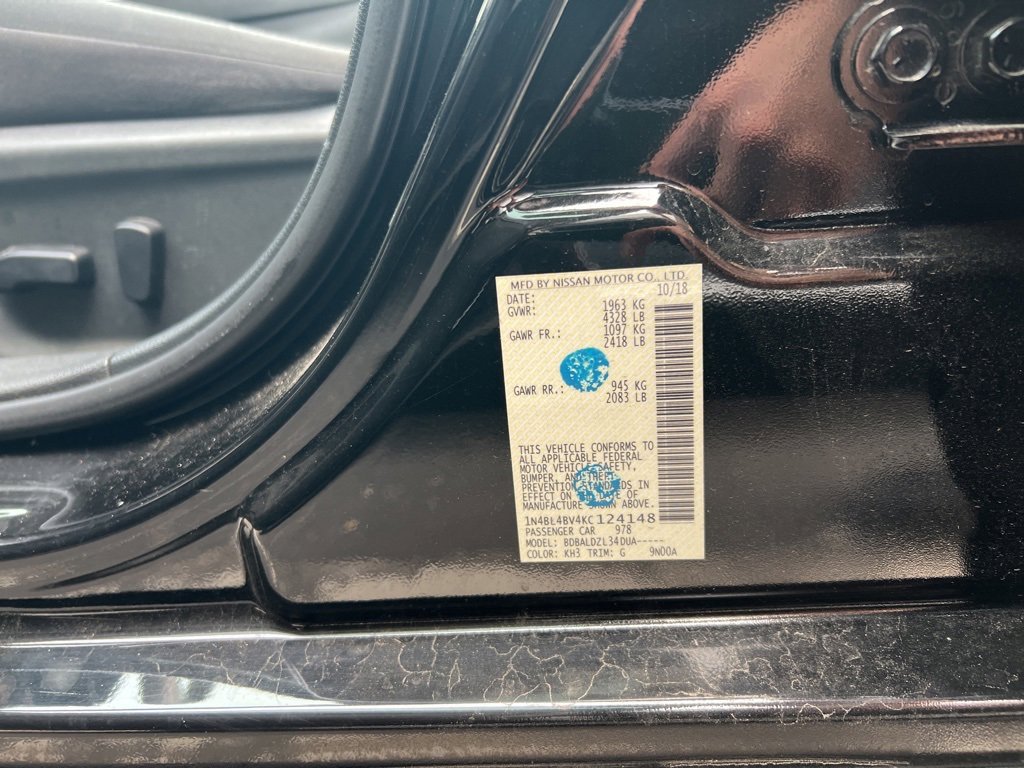 MFD BY NISSAN MOTOR CO., LTD.
DATE: 10/18
GVWR: 1963 KG
4328 LB
GAWR FR.: 1097 KG
2418 LB
GAWR RR.: 945 KG
2083 LB
THIS VEHICLE CONFORMS TO
ALL APPLICABLE FEDERAL
MOTOR VEHICLE SAFETY,
BUMPER, AND THEFT
PREVENTION STANDARDS IN
EFFECT ON THE DATE OF
MANUFACTURE SHOWN ABOVE.
1N4BL4BV4KC124148
PASSENGER CAR 978
MODEL: BDBALDZL34DUA-----
COLOR: KH3 TRIM: G 9N00A